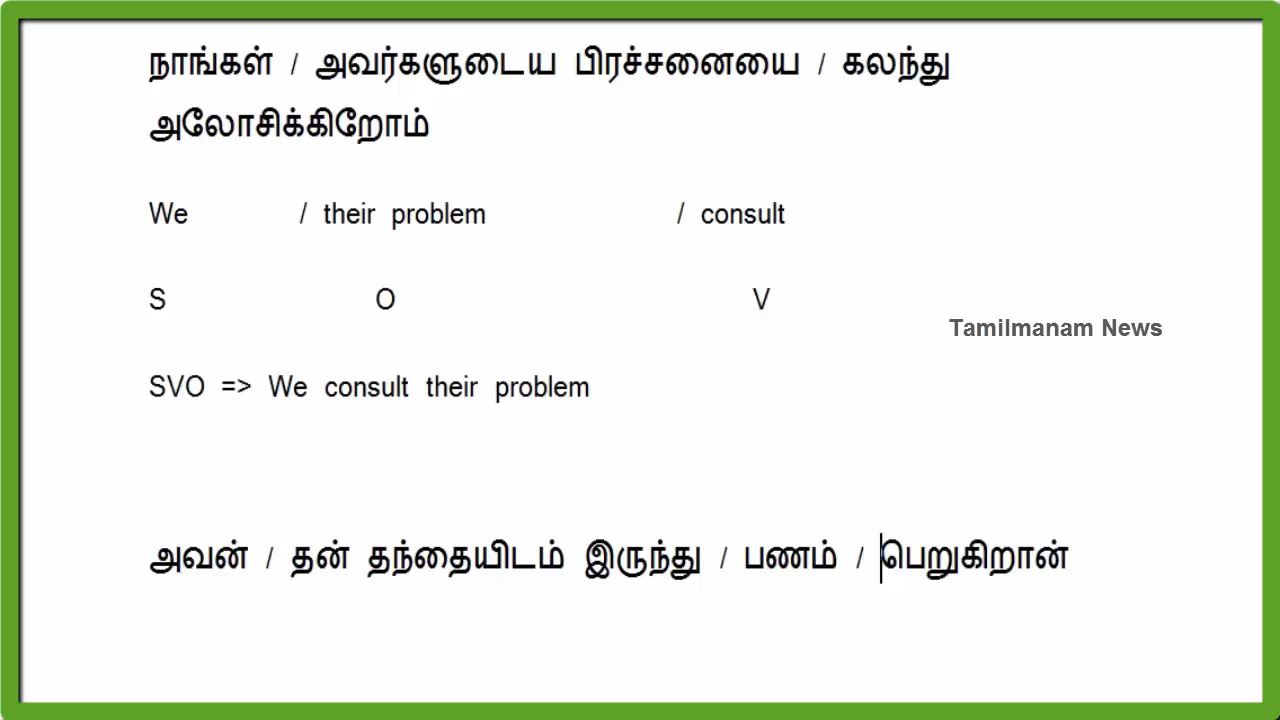 நாங்கள் / அவர்களுடைய பிரச்சனையை / கலந்து
அலோசிக்கிறோம்
We / their problem / consult
S O V
Tamilmanam News
SVO => We consult their problem
அவன் / தன் தந்தையிடம் இருந்து / பணம் / பெறுகிறான்